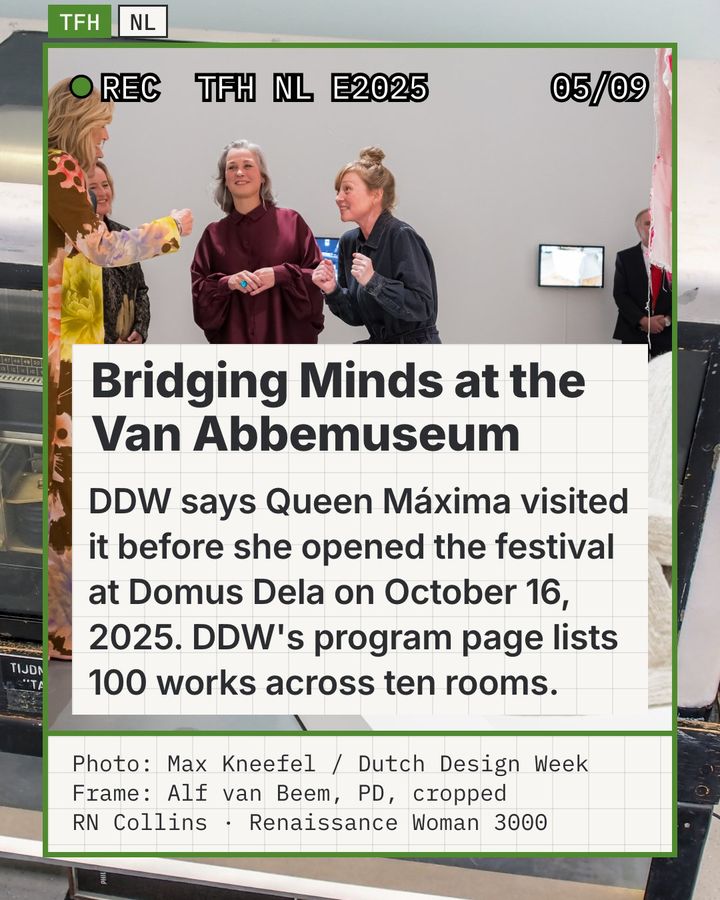 TFH NL
REC TFH NL E2025 05/09
Bridging Minds at the
Van Abbemuseum
DDW says Queen Máxima visited
it before she opened the festival
at Domus Dela on October 16,
2025. DDW's program page lists
100 works across ten rooms.
Photo: Max Kneefel / Dutch Design Week
Frame: Alf van Beem, PD, cropped
RN Collins · Renaissance Woman 3000